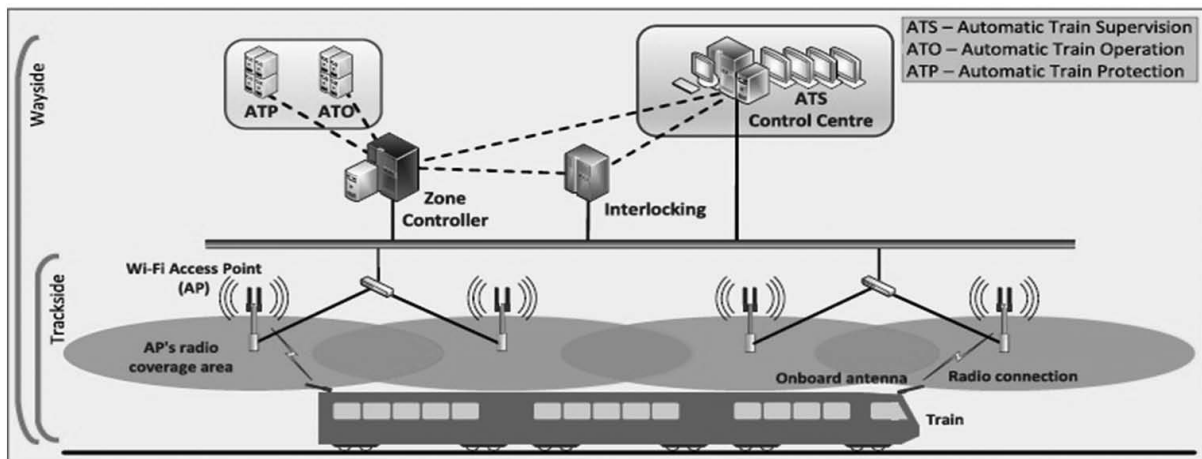 ATS – Automatic Train Supervision
ATO – Automatic Train Operation
ATP – Automatic Train Protection
Wayside
ATP
ATO
ATS
Control Centre
Zone
Controller
Interlocking
Trackside
Wi-Fi Access Point
(AP)
AP's radio
coverage area
Onboard antenna
Radio connection
Train